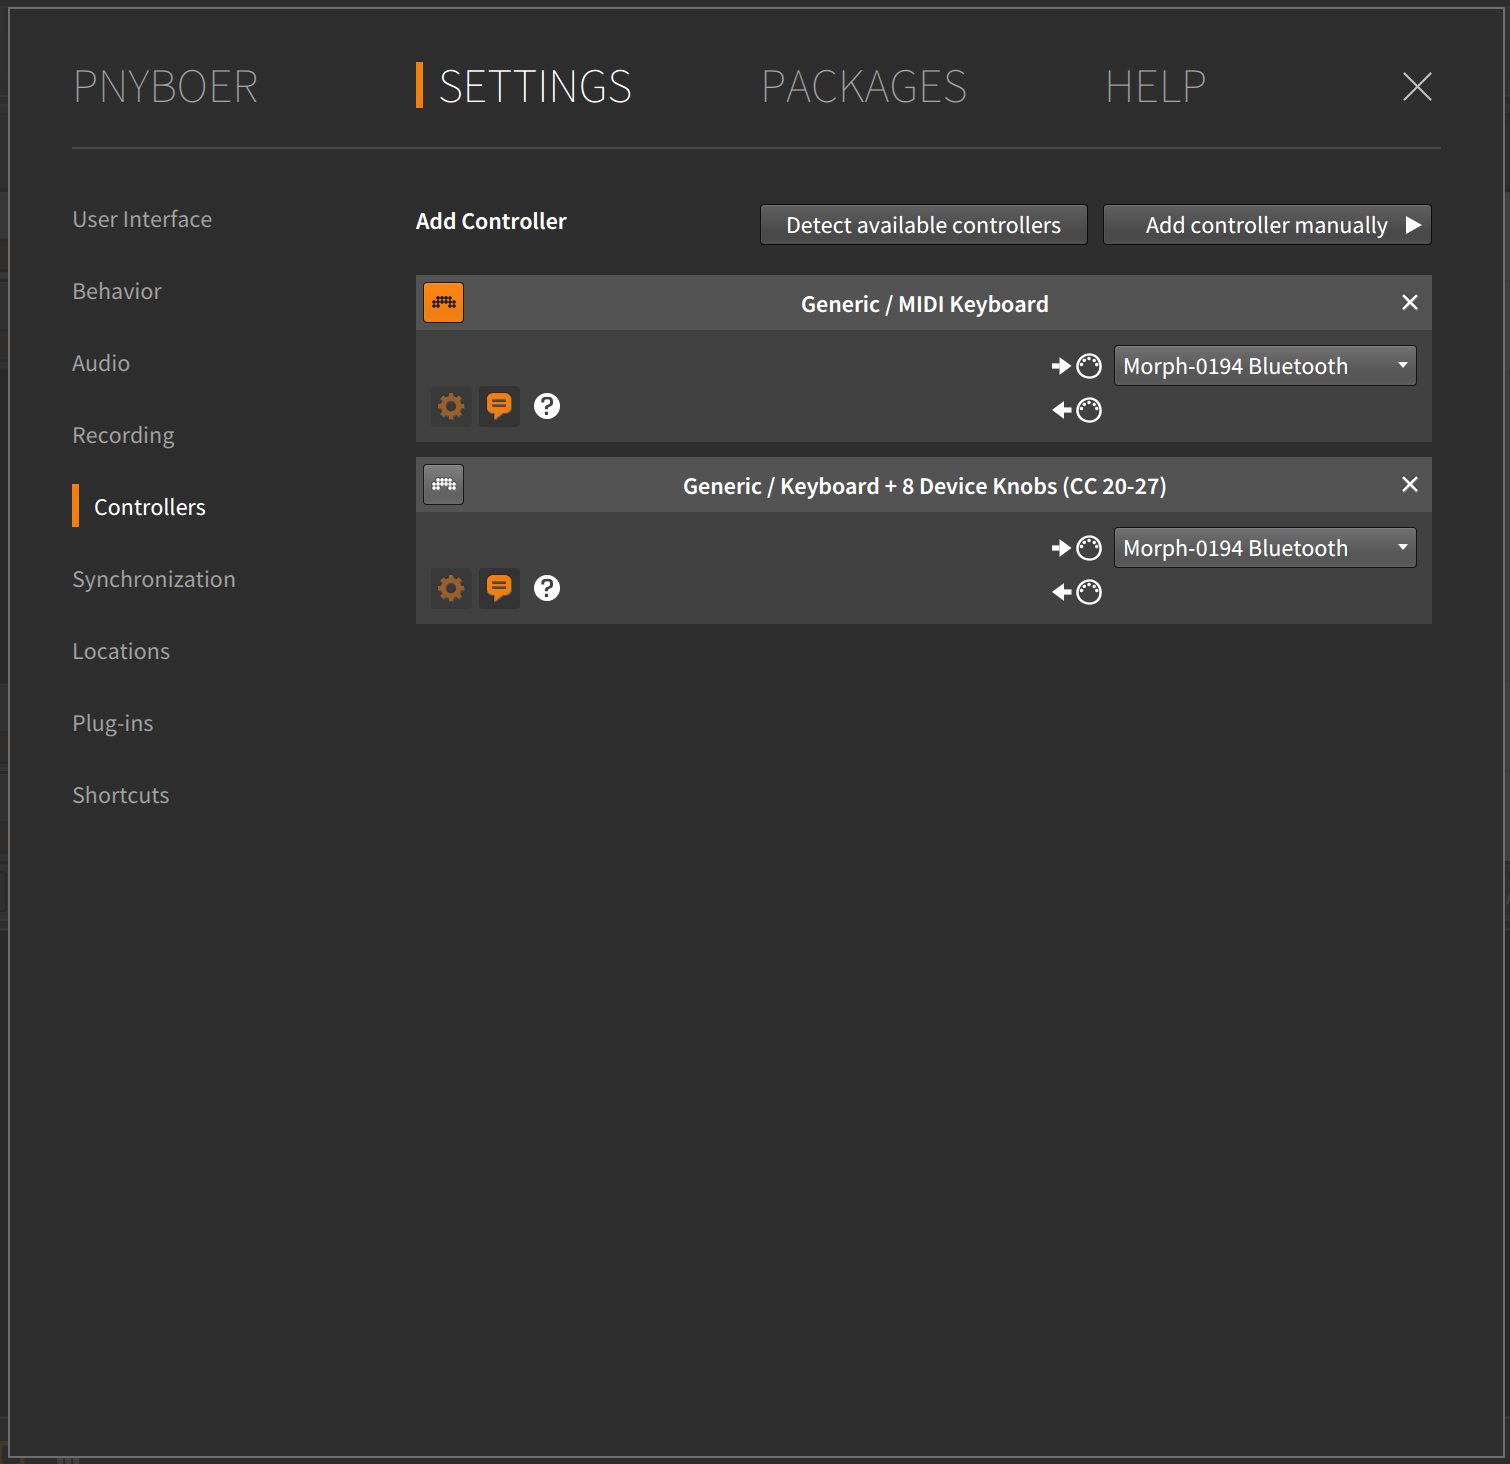 PNYBOER
SETTINGS
PACKAGES
HELP
User Interface
Behavior
Audio
Recording
Controllers
Synchronization
Locations
Plug-ins
Shortcuts
Add Controller
Detect available controllers
Add controller manually
Generic / MIDI Keyboard
Morph-0194 Bluetooth
Generic / Keyboard + 8 Device Knobs (CC 20-27)
Morph-0194 Bluetooth